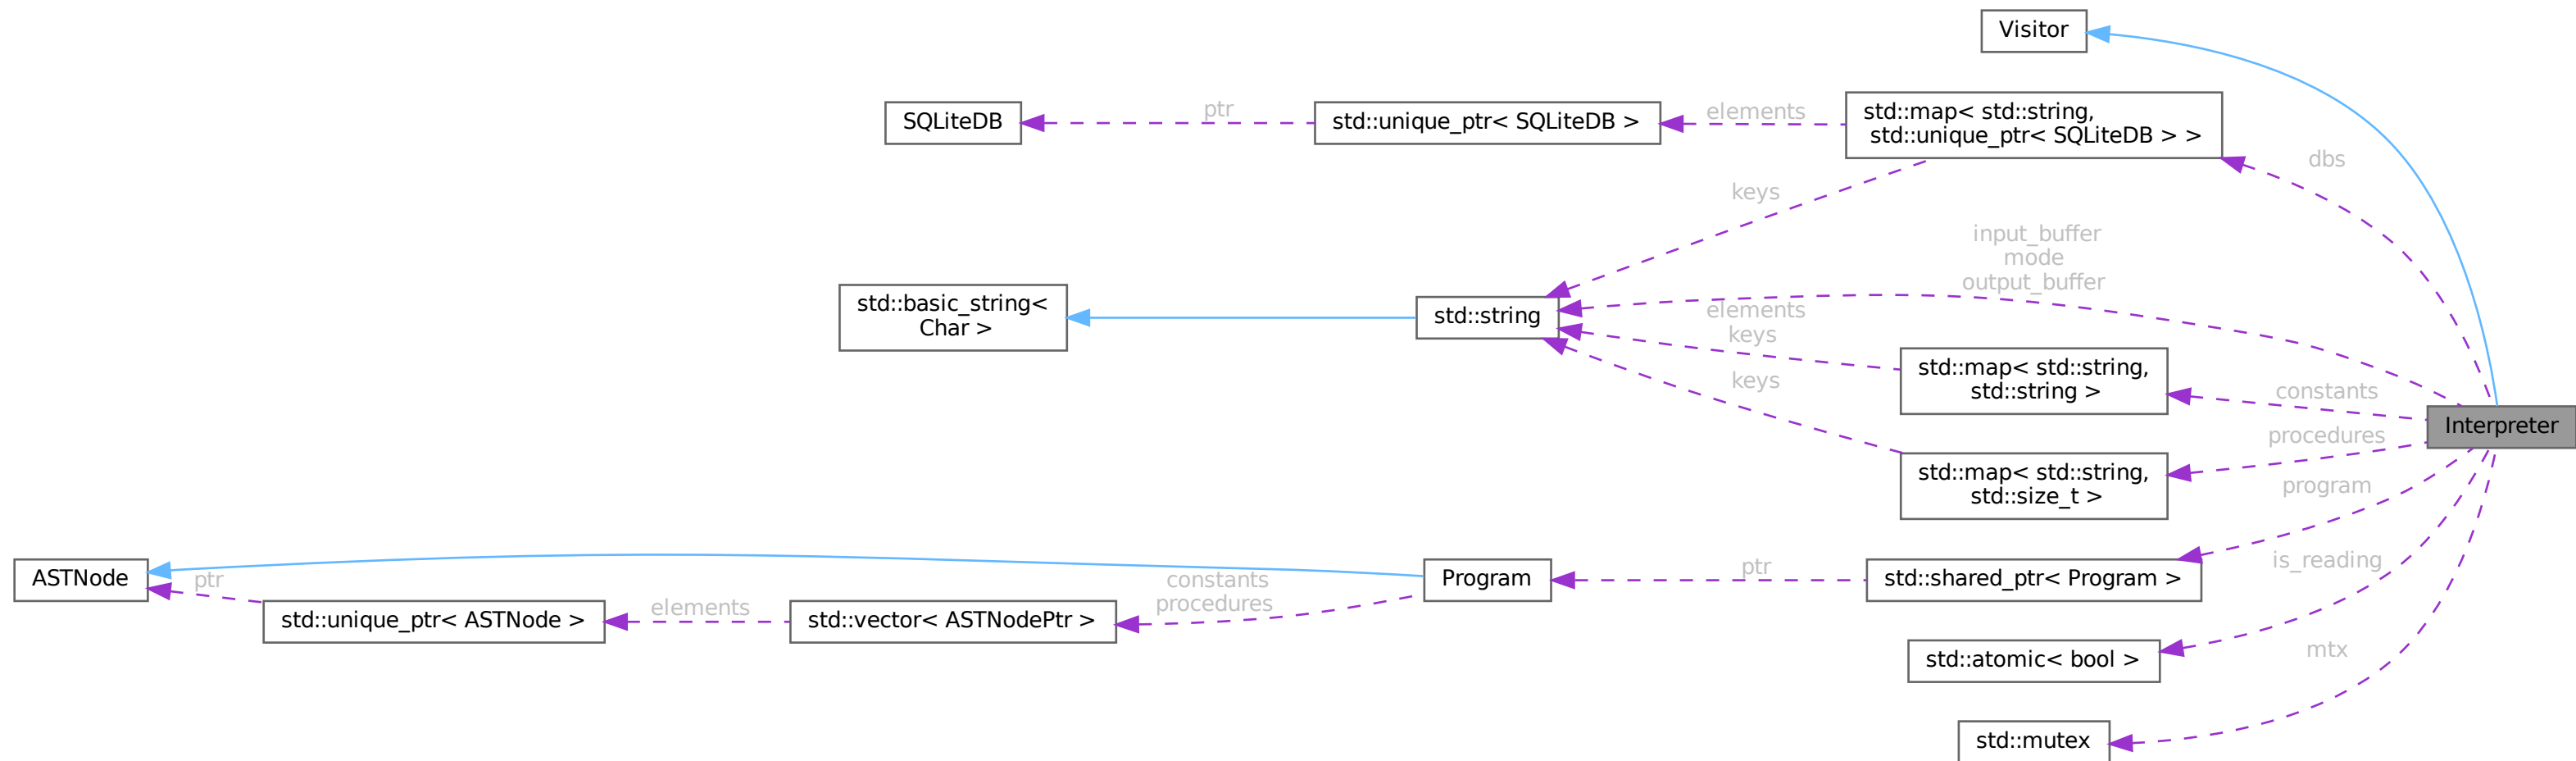 Visitor
SQLiteDB
ptr
std::unique_ptr< SQLiteDB >
elements
std::map< std::string,
std::unique_ptr< SQLiteDB > >
dbs
keys
input_buffer
mode
output_buffer
std::basic_string<
Char >
std::string
elements
keys
keys
std::map< std::string,
std::string >
constants
Interpreter
procedures
std::map< std::string,
std::size_t >
program
ASTNode
ptr
std::unique_ptr< ASTNode >
elements
std::vector< ASTNodePtr >
constants
procedures
Program
ptr
std::shared_ptr< Program >
is_reading
std::atomic< bool >
mtx
std::mutex